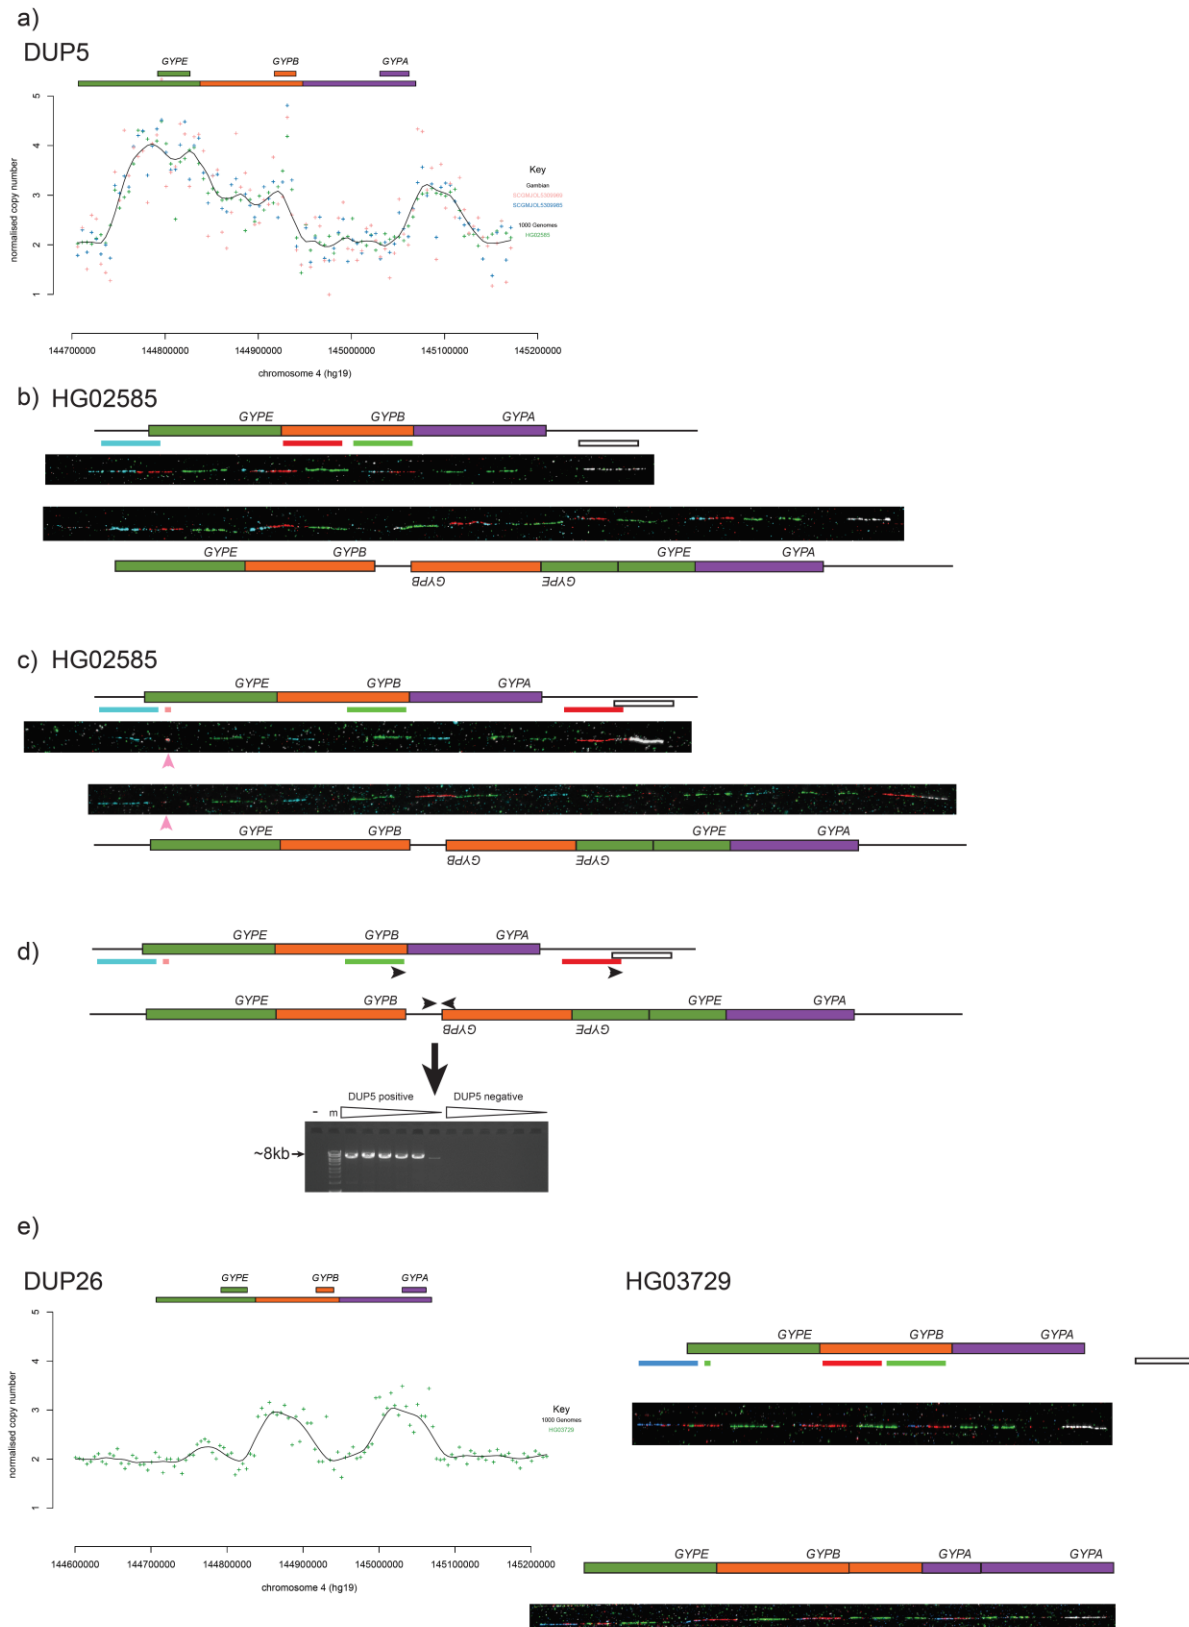 a)
DUP5
GYPE GYPB GYPA
5
4
3
2
1
normalised copy number
Key
Gambian
SCGMJOL5309980
SCGMJOL5309985
1000 Genomes
HG02585
144700000 144800000 144900000 145000000 145100000 145200000
chromosome 4 (hg19)
b) HG02585
GYPE GYPB GYPA
GYPE GYPB GYPE GYPA
GYPB GYPE
c) HG02585
GYPE GYPB GYPA
GYPE GYPB GYPE GYPA
GYPB GYPE
d)
GYPE GYPB GYPA
GYPE GYPB GYPE GYPA
GYPB GYPE
DUP5 positive DUP5 negative
- m
~8kb
e)
DUP26
GYPE GYPB GYPA
5
4
3
2
1
normalised copy number
Key
1000 Genomes
HG03729
144600000 144700000 144800000 144900000 145000000 145100000 145200000
chromosome 4 (hg19)
HG03729
GYPE GYPB GYPA
GYPE GYPB GYPA GYPA